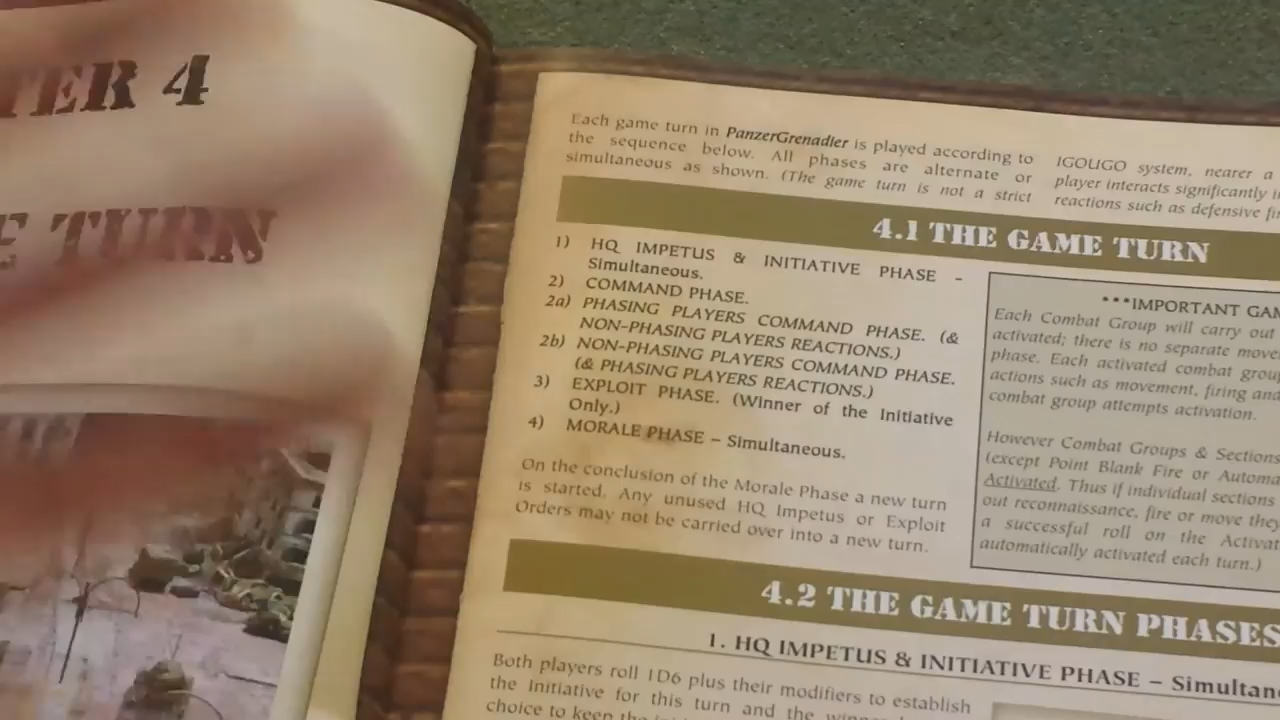 TER 4
E TURN
Each game turn in PanzerGrenadier is played according to
the sequence below. All phases are alternate or
simultaneous as shown. (The game turn is not a strict
IGOUGO system, nearer a
player interacts significantly
reactions such as defensive
4.1 THE GAME TURN
1) HQ IMPETUS & INITIATIVE PHASE –
Simultaneous.
2) COMMAND PHASE.
2a) PHASING PLAYERS COMMAND PHASE. (&
NON-PHASING PLAYERS REACTIONS.)
2b) NON-PHASING PLAYERS COMMAND PHASE.
(& PHASING PLAYERS REACTIONS.)
3) EXPLOIT PHASE. (Winner of the Initiative
Only.)
4) MORALE PHASE – Simultaneous.
On the conclusion of the Morale Phase a new turn
is started. Any unused HQ Impetus or Exploit
Orders may not be carried over into a new turn.
***IMPORTANT GAM
Each Combat Group will carry out
activated; there is no separate move
phase. Each activated combat grou
actions such as movement, firing and
combat group attempts activation.
However Combat Groups & Sections
(except Point Blank Fire or Automa
Activated. Thus if individual sections
out reconnaissance, fire or move they
a successful roll on the Activat
automatically activated each turn.)
4.2 THE GAME TURN PHASES
1. HQ IMPETUS & INITIATIVE PHASE – Simultan
Both players roll 1D6 plus their modifiers to establish
the Initiative for this turn and the winner
choice to keep the